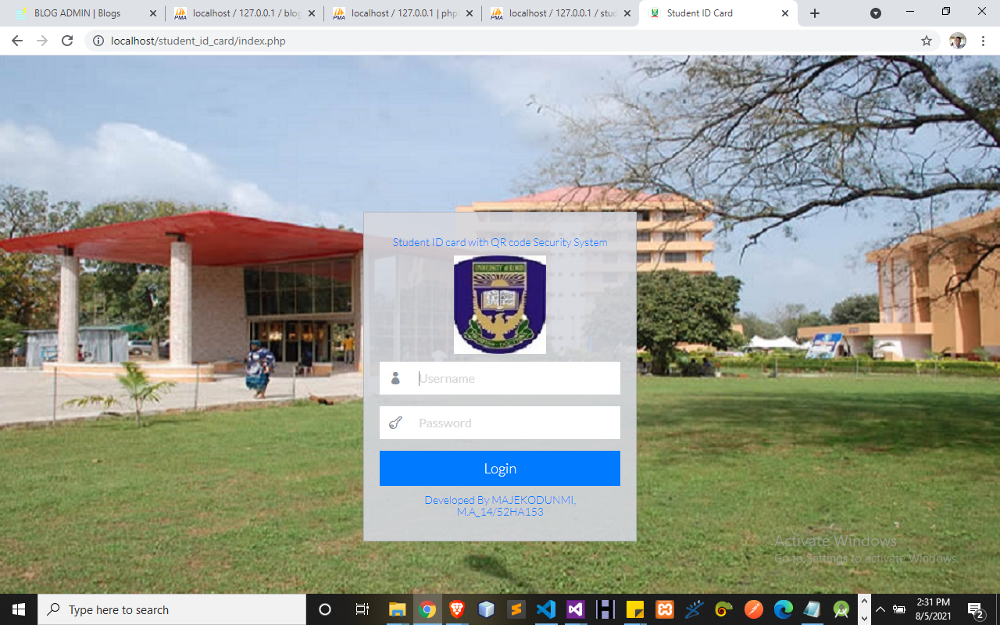 BLOG ADMIN | Blogs
localhost / 127.0.0.1 / blog
localhost / 127.0.0.1 | php
localhost / 127.0.0.1 / stud
Student ID Card
localhost/student_id_card/index.php
Student ID card with QR code Security System
UNIVERSITY OF ILORIN
Username
Password
Login
Developed By MAJEKODUNMI,
M.A_14/52HA153
Activate Windows
Go to Settings to activate Windows.
Type here to search
2:31 PM
8/5/2021
2